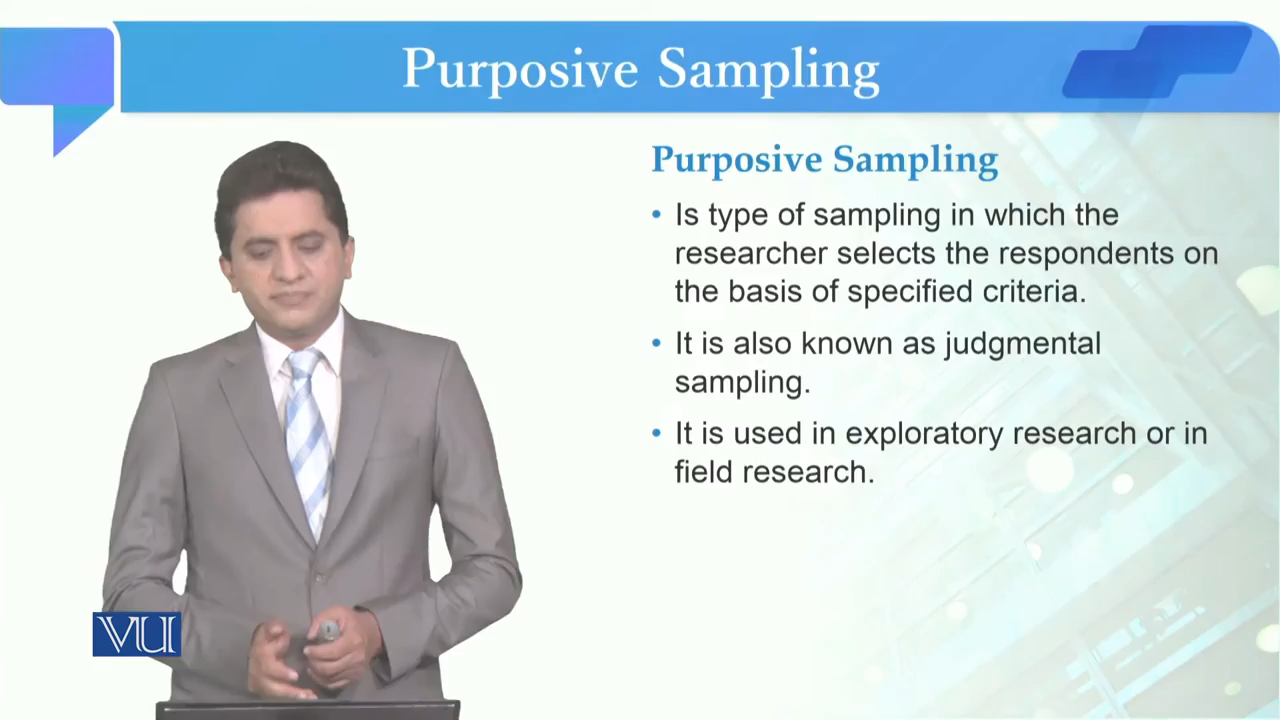 Purposive Sampling
Purposive Sampling
• Is type of sampling in which the
researcher selects the respondents on
the basis of specified criteria.
• It is also known as judgmental
sampling.
• It is used in exploratory research or in
field research.
VU